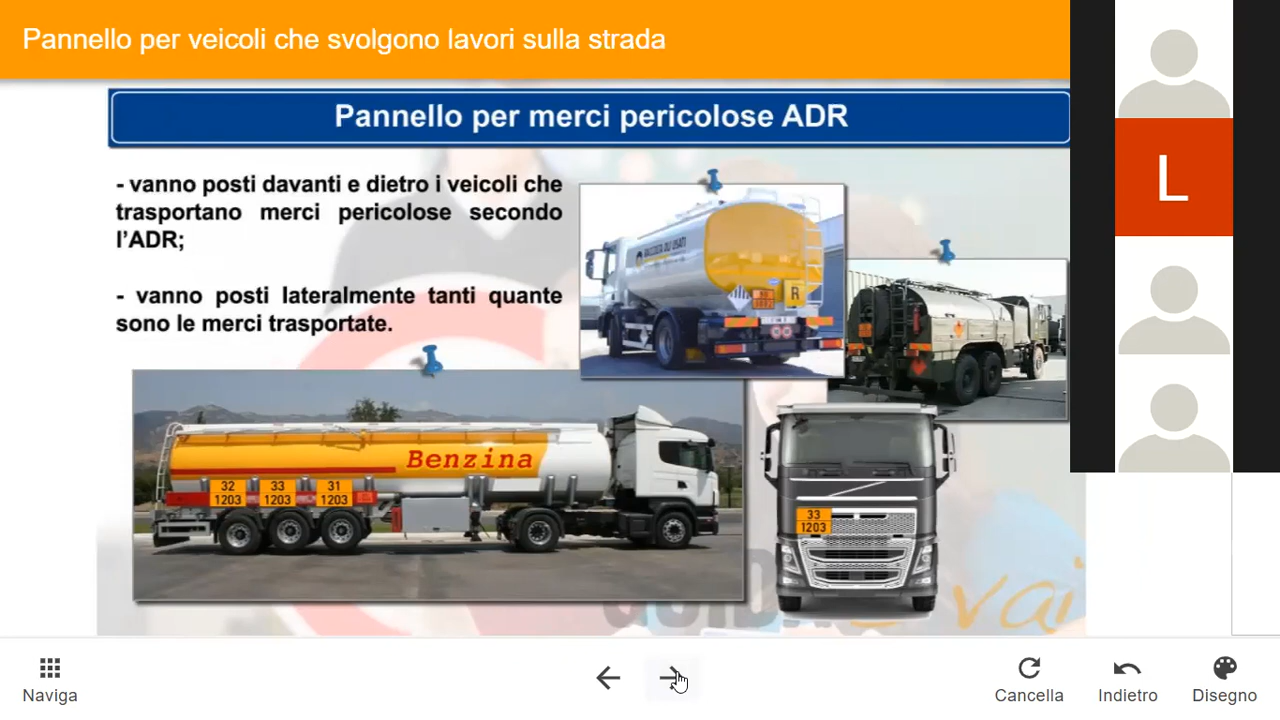 Pannello per veicoli che svolgono lavori sulla strada
L
Pannello per merci pericolose ADR
- vanno posti davanti e dietro i veicoli che
trasportano merci pericolose secondo
l'ADR;
- vanno posti lateralmente tanti quante
sono le merci trasportate.
R
Benzina
32
1203
33
1203
31
1203
33
1203
vai
Naviga
Cancella
Indietro
Disegno